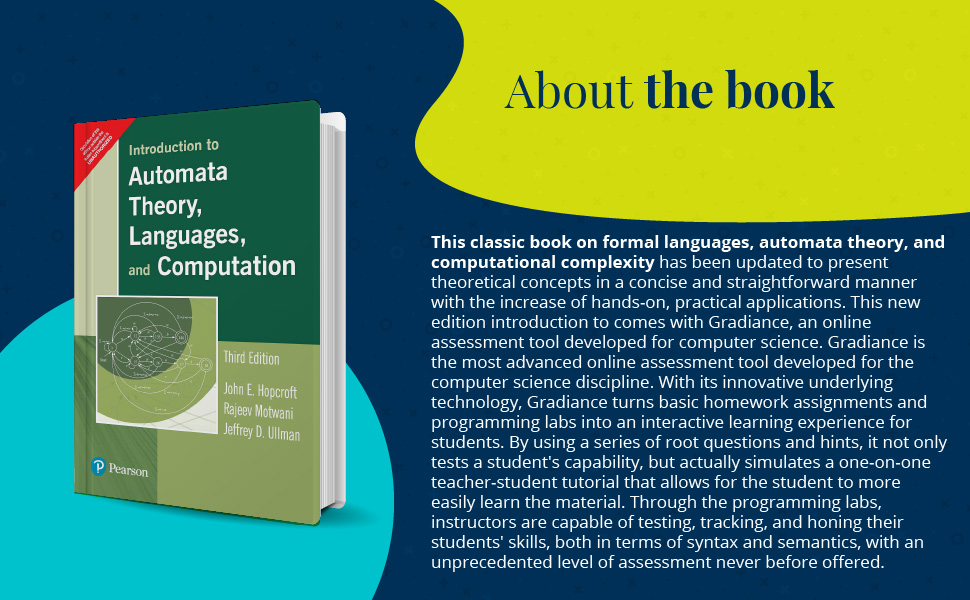 About the book
Introduction to
Automata
Theory,
Languages,
and Computation
Third Edition
John E. Hopcroft
Rajeev Motwani
Jeffrey D. Ullman
Pearson
This classic book on formal languages, automata theory, and
computational complexity has been updated to present
theoretical concepts in a concise and straightforward manner
with the increase of hands-on, practical applications. This new
edition introduction to comes with Gradiance, an online
assessment tool developed for computer science. Gradiance is
the most advanced online assessment tool developed for the
computer science discipline. With its innovative underlying
technology, Gradiance turns basic homework assignments and
programming labs into an interactive learning experience for
students. By using a series of root questions and hints, it not only
tests a student's capability, but actually simulates a one-on-one
teacher-student tutorial that allows for the student to more
easily learn the material. Through the programming labs,
instructors are capable of testing, tracking, and honing their
students' skills, both in terms of syntax and semantics, with an
unprecedented level of assessment never before offered.